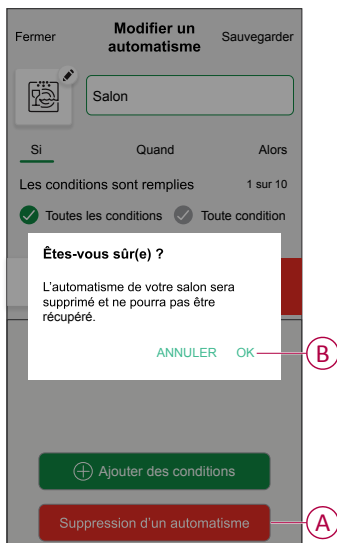 Fermer
Modifier un
automatisme
Sauvegarder
Salon
Si
Quand
Alors
Les conditions sont remplies
1 sur 10
Toutes les conditions
Toute condition
Êtes-vous sûr(e) ?
L'automatisme de votre salon sera
supprimé et ne pourra pas être
récupéré.
ANNULER
OK
B
Ajouter des conditions
Suppression d'un automatisme
A